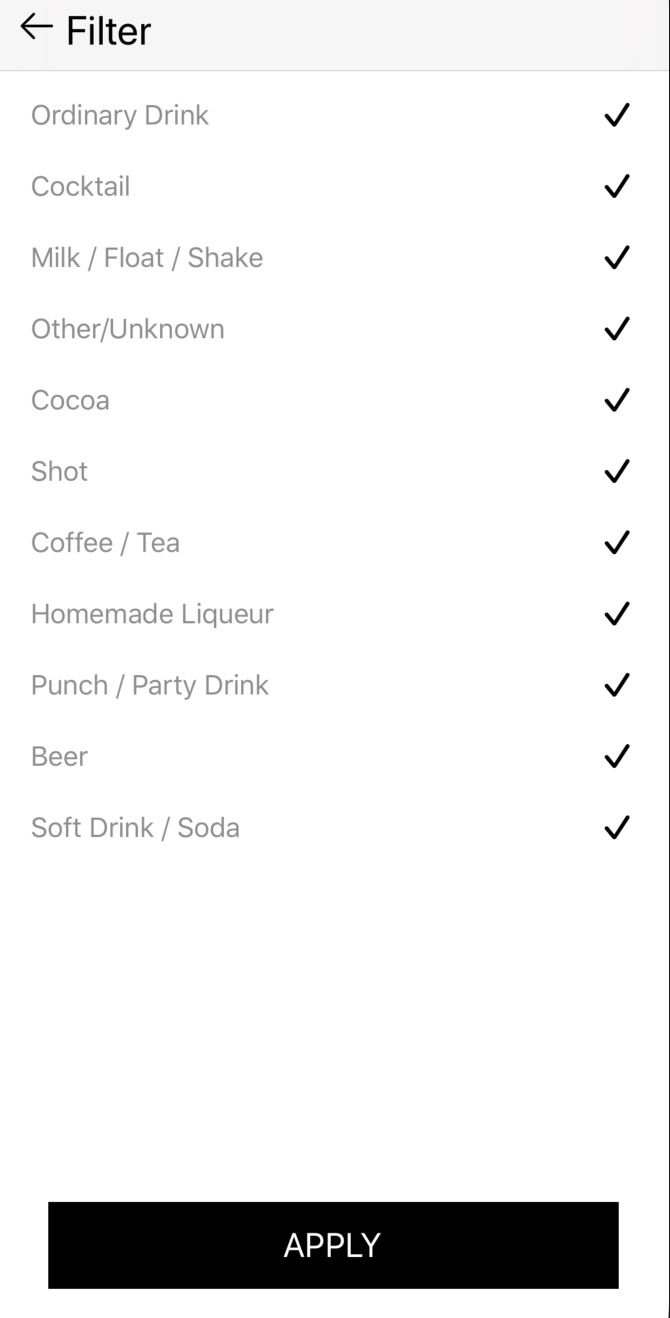 Filter
Ordinary Drink
Cocktail
Milk / Float / Shake
Other/Unknown
Cocoa
Shot
Coffee / Tea
Homemade Liqueur
Punch / Party Drink
Beer
Soft Drink / Soda
APPLY